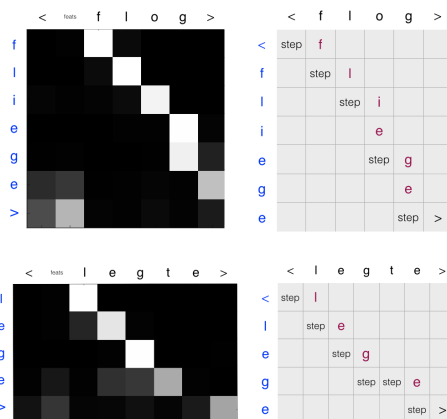 < feats f l o g >
f
l
i
e
g
e
>
< f l o g >
< step f
f step l
l step i
i e
e step g
g e
e step >
< feats l e g t e >
l
e
g
e
>
< l e g t e >
< step l
l step e
e step g
g step step e
e step >